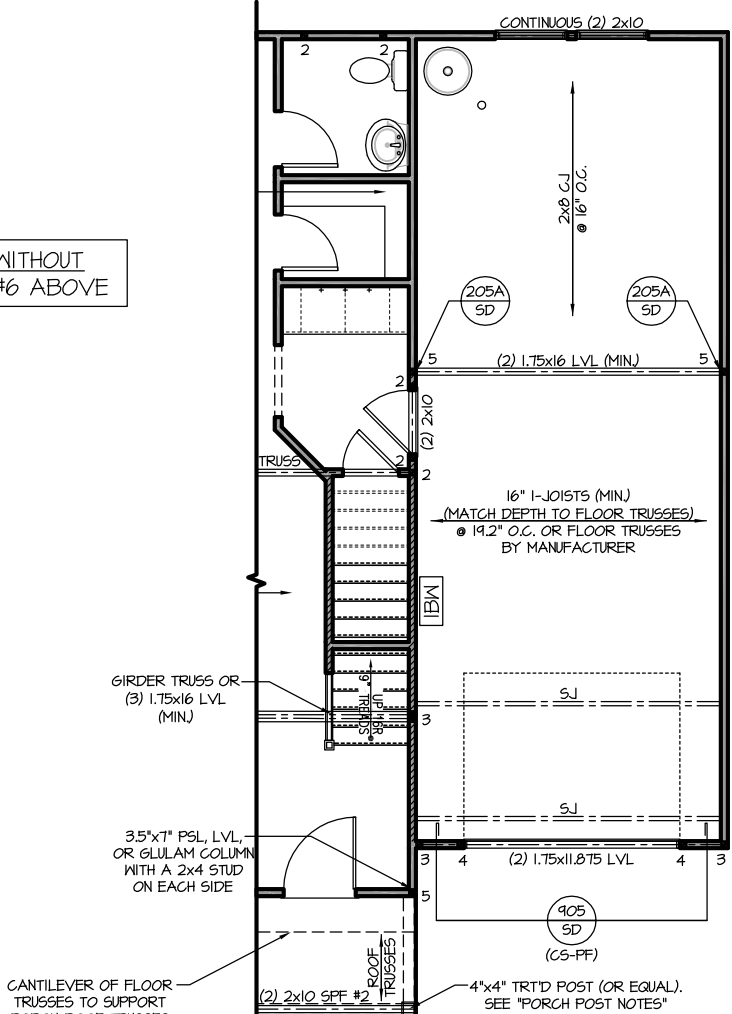 CONTINUOUS (2) 2x10
2
2
2x8 CJ
@ 16" O.C.
WITHOUT
#6 ABOVE
205A
SD
205A
SD
5
(2) 1.75x16 LVL (MIN.)
5
2
(2) 2x10
TRUSS
2
2
16" I-JOISTS (MIN.)
(MATCH DEPTH TO FLOOR TRUSSES)
@ 19.2" O.C. OR FLOOR TRUSSES
BY MANUFACTURER
MBI
GIRDER TRUSS OR
(3) 1.75x16 LVL
(MIN.)
UP 16R
9" TREADS
SJ
3
SJ
3.5"x7" PSL, LVL,
OR GLULAM COLUMN
WITH A 2x4 STUD
ON EACH SIDE
3
4
(2) 1.75x11.875 LVL
4
3
5
905
SD
(CS-PF)
ROOF
TRUSSES
CANTILEVER OF FLOOR
TRUSSES TO SUPPORT
(2) 2x10 SPF #2
4"x4" TRT'D POST (OR EQUAL).
SEE "PORCH POST NOTES"